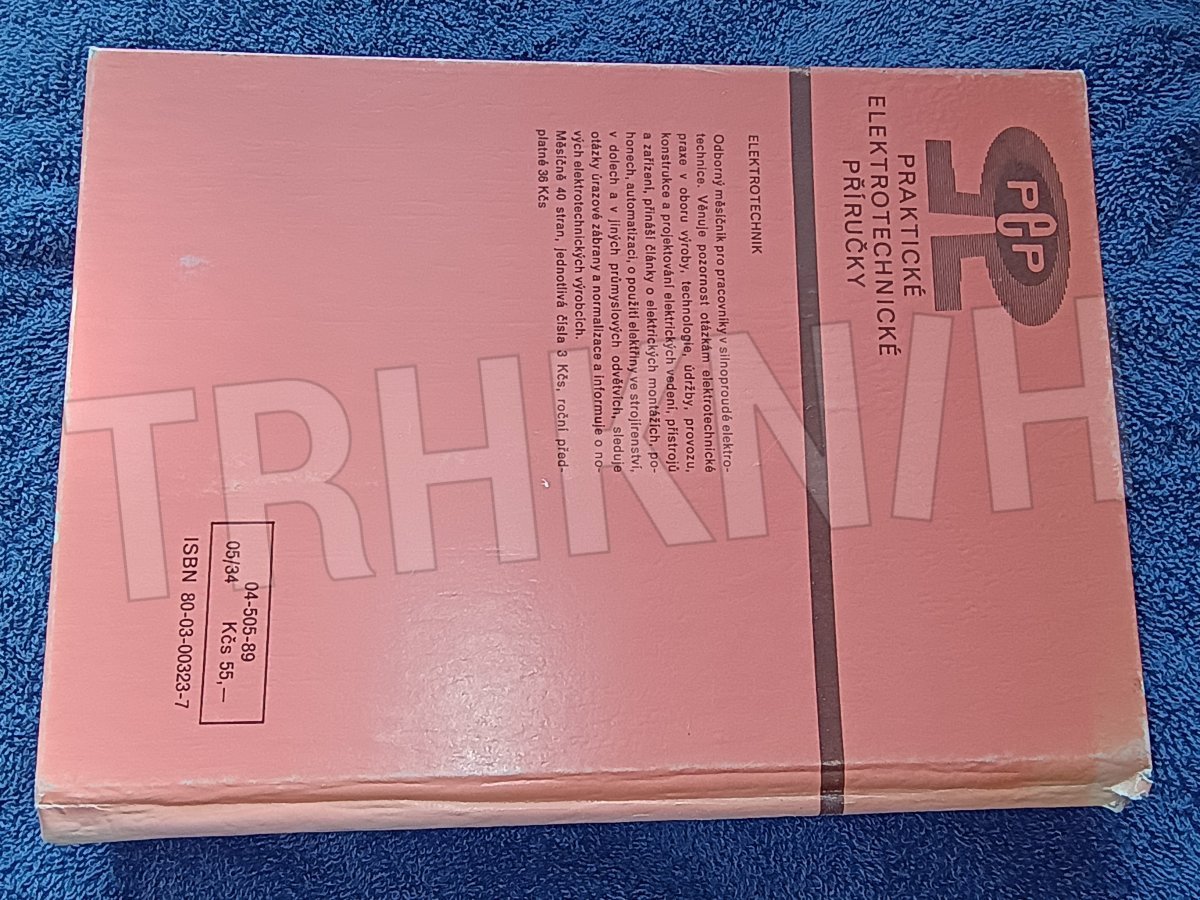 PEP
PRAKTICKÉ
ELEKTROTECHNICKÉ
PŘÍRUČKY
ELEKTROTECHNIK
Odborný měsíčník pro pracovníky v silnoproudé elektro-
technice. Věnuje pozornost otázkám elektrotechnické
praxe v oboru výroby, technologie, údržby, provozu,
konstrukce a projektování elektrických vedení, přístrojů
a zařízení, přináší články o elektrických montážích, po-
honech, automatizaci, o použití elektřiny ve strojírenství,
v dolech a v jiných průmyslových odvětvích, sleduje
otázky úrazové zábrany a normalizace a informuje o no-
vých elektrotechnických výrobcích.
Měsíčně 40 stran, jednotlivá čísla 3 Kčs, roční před-
platné 36 Kčs
04-505-89
05/34 Kčs 55,—
ISBN 80-03-00323-7
TRHKNIH